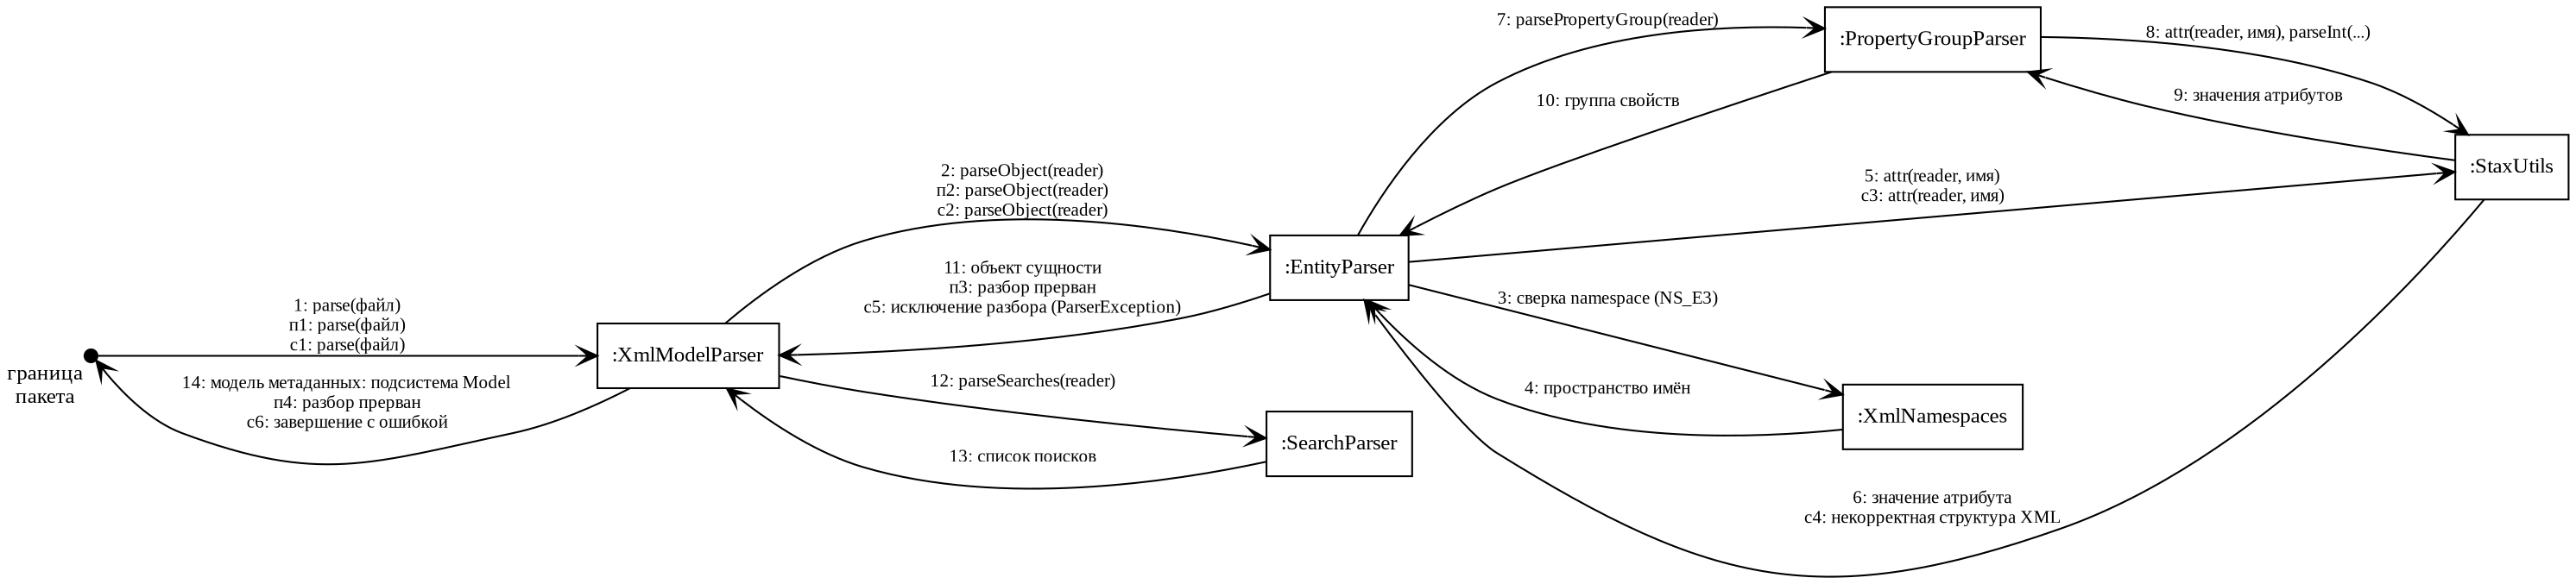 7: parsePropertyGroup(reader)
:PropertyGroupParser
8: attr(reader, имя), parseInt(...)
10: группа свойств
9: значения атрибутов
:StaxUtils
2: parseObject(reader)
п2: parseObject(reader)
с2: parseObject(reader)
5: attr(reader, имя)
с3: attr(reader, имя)
:EntityParser
11: объект сущности
п3: разбор прерван
с5: исключение разбора (ParserException)
3: сверка namespace (NS_E3)
1: parse(файл)
п1: parse(файл)
с1: parse(файл)
:XmlModelParser
граница
пакета
14: модель метаданных: подсистема Model
п4: разбор прерван
с6: завершение с ошибкой
12: parseSearches(reader)
4: пространство имён
:XmlNamespaces
:SearchParser
13: список поисков
6: значение атрибута
с4: некорректная структура XML